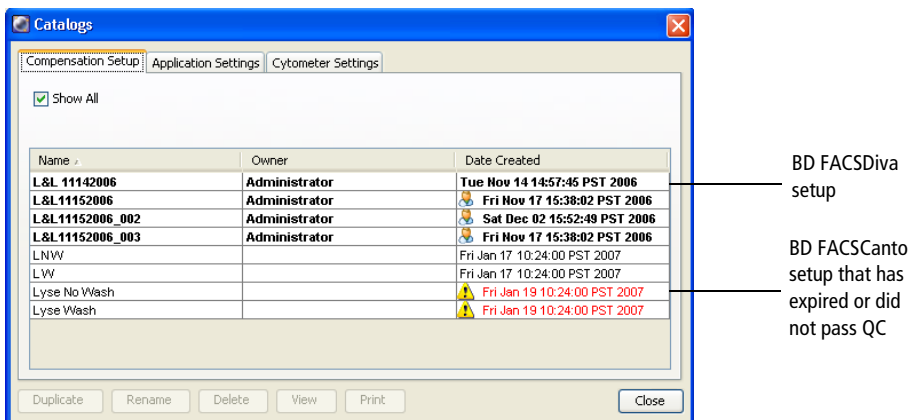 Catalogs
Compensation Setup Application Settings Cytometer Settings
Show All
Name Owner Date Created
L&L 11142006 Administrator Tue Nov 14 14:57:45 PST 2006
L&L11152006 Administrator Fri Nov 17 15:38:02 PST 2006
L&L11152006_002 Administrator Sat Dec 02 15:52:49 PST 2006
L&L11152006_003 Administrator Fri Nov 17 15:38:02 PST 2006
LNW Fri Jan 17 10:24:00 PST 2007
LW Fri Jan 17 10:24:00 PST 2007
Lyse No Wash Fri Jan 19 10:24:00 PST 2007
Lyse Wash Fri Jan 19 10:24:00 PST 2007
Duplicate Rename Delete View Print Close
BD FACSDiva
setup
BD FACSCanto
setup that has
expired or did
not pass QC